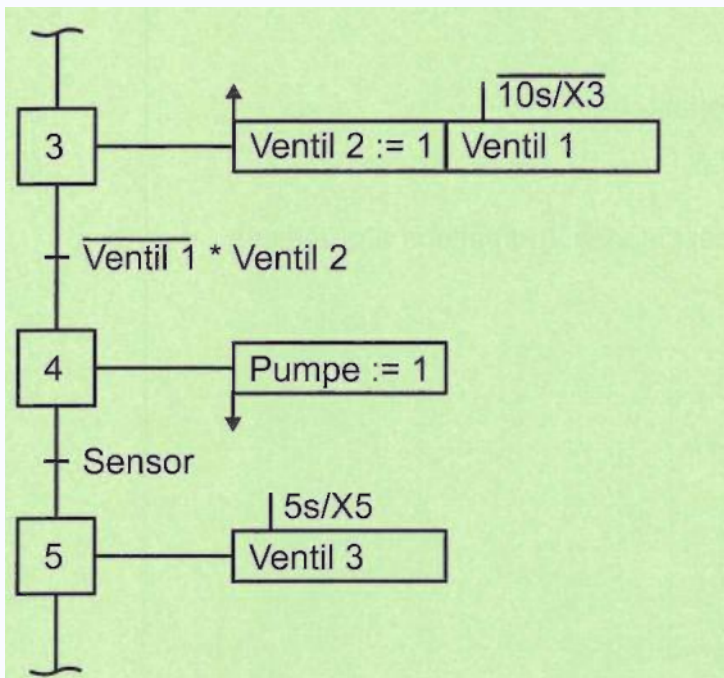 10s/X3
3 Ventil 2 := 1 Ventil 1
Ventil 1 * Ventil 2
4 Pumpe := 1
Sensor
5s/X5
5 Ventil 3